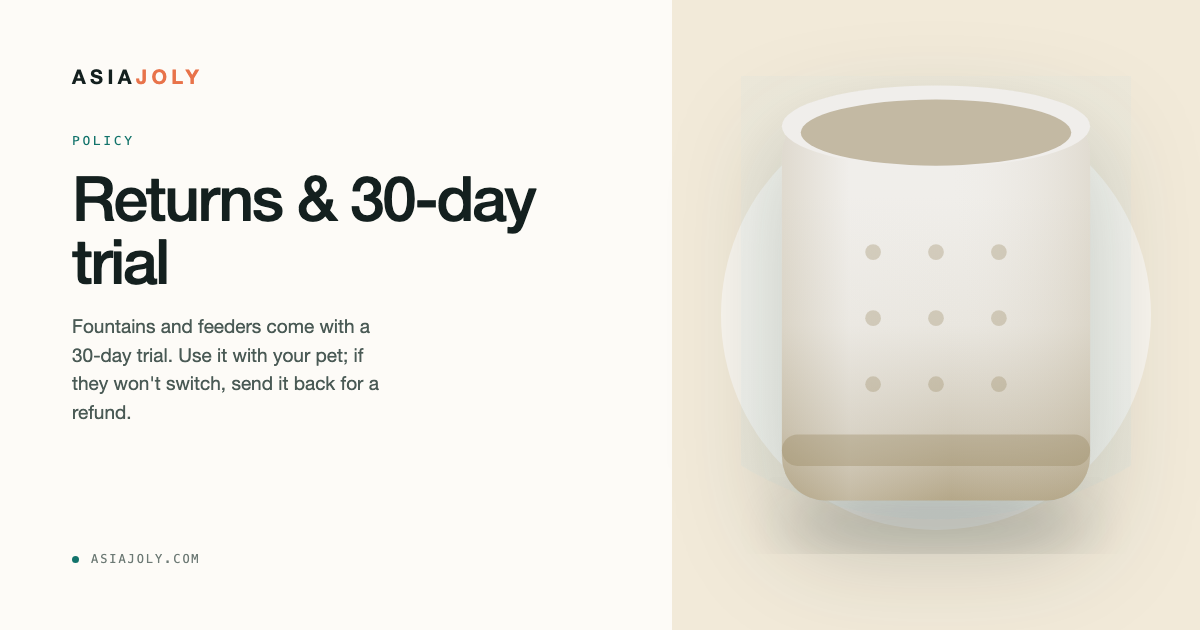 ASIAJOLY
POLICY
Returns & 30-day
trial
Fountains and feeders come with a
30-day trial. Use it with your pet; if
they won't switch, send it back for a
refund.
ASIAJOLY.COM